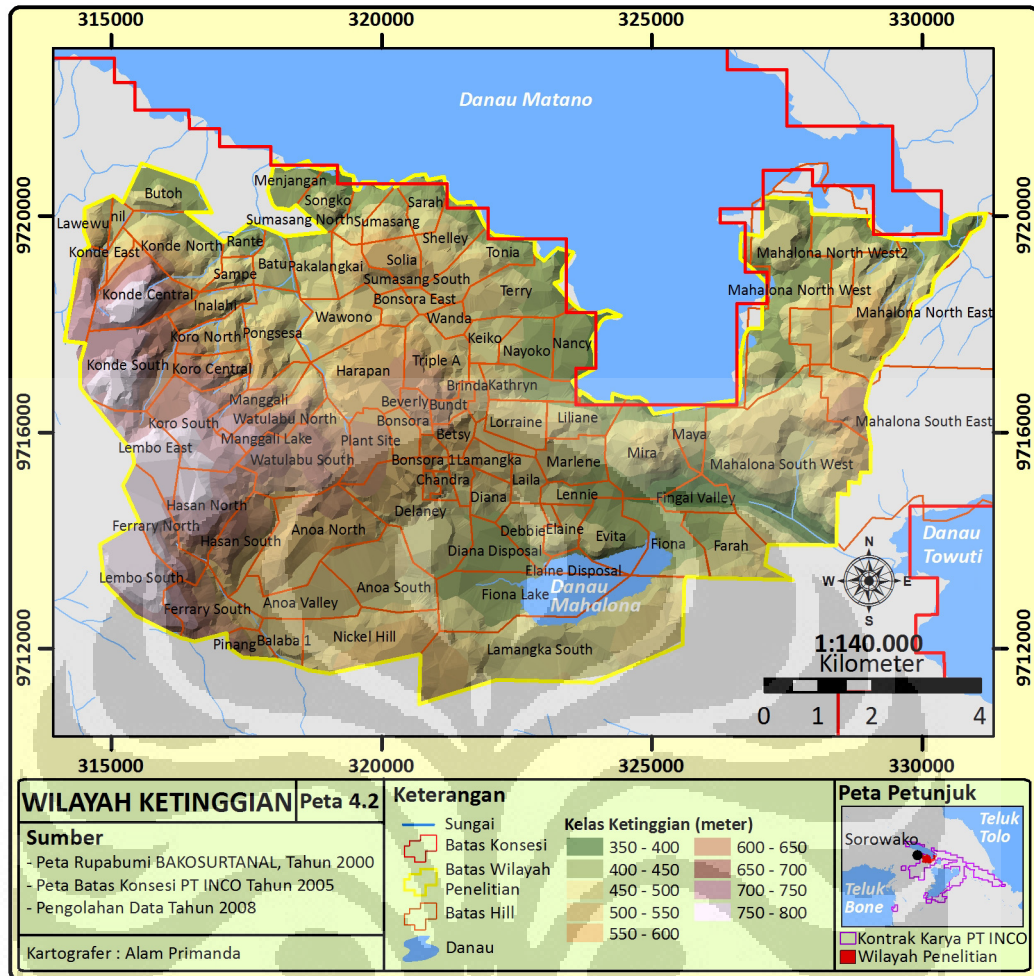 315000 320000 325000 330000
Danau Matano
9720000
9720000
9716000
9716000
9712000
9712000
Butoh
Menjangan
Songko
Sarah
Lawewu
nil
Sumasang North
Sumasang
Konde East
Konde North
Rante
Shelley
Tonia
Mahalona North West2
Batu
Pakalangkai
Solia
Sampe
Sumasang South
Terry
Mahalona North West
Konde Central
Inalahi
Bonsora East
Mahalona North East
Wawono
Wanda
Koro North
Pongsesa
Keiko
Nayoko
Nancy
Konde South
Koro Central
Harapan
Triple A
Brinda
Kathryn
Manggali
Beverly
Bundt
Koro South
Watulabu North
Bonsora
Lorraine
Liliane
Mahalona South East
Lembo East
Manggali Lake
Plant Site
Betsy
Maya
Mira
Watulabu South
Bonsora 1
Lamangka
Marlene
Mahalona South West
Chandra
Laila
Hasan North
Diana
Lennie
Fingal Valley
Delaney
Ferrary North
Anoa North
Debbie
Elaine
Evita
Hasan South
Diana Disposal
Fiona
Farah
Danau
Towuti
Lembo South
Elaine Disposal
Anoa South
Fiona Lake
Danau
Mahalona
Ferrary South
Anoa Valley
Pinang
Balaba 1
Nickel Hill
Lamangka South
N
W E
S
1:140.000
Kilometer
0 1 2 4
315000 320000 325000 330000
WILAYAH KETINGGIAN
Peta 4.2
Sumber
- Peta Rupabumi BAKOSURTANAL, Tahun 2000
- Peta Batas Konsesi PT INCO Tahun 2005
- Pengolahan Data Tahun 2008
Kartografer : Alam Primanda
Keterangan
Sungai
Batas Konsesi
Batas Wilayah
Penelitian
Batas Hill
Danau
Kelas Ketinggian (meter)
350 - 400
400 - 450
450 - 500
500 - 550
550 - 600
600 - 650
650 - 700
700 - 750
750 - 800
Peta Petunjuk
Teluk
Tolo
Sorowako
Teluk
Bone
Kontrak Karya PT INCO
Wilayah Penelitian